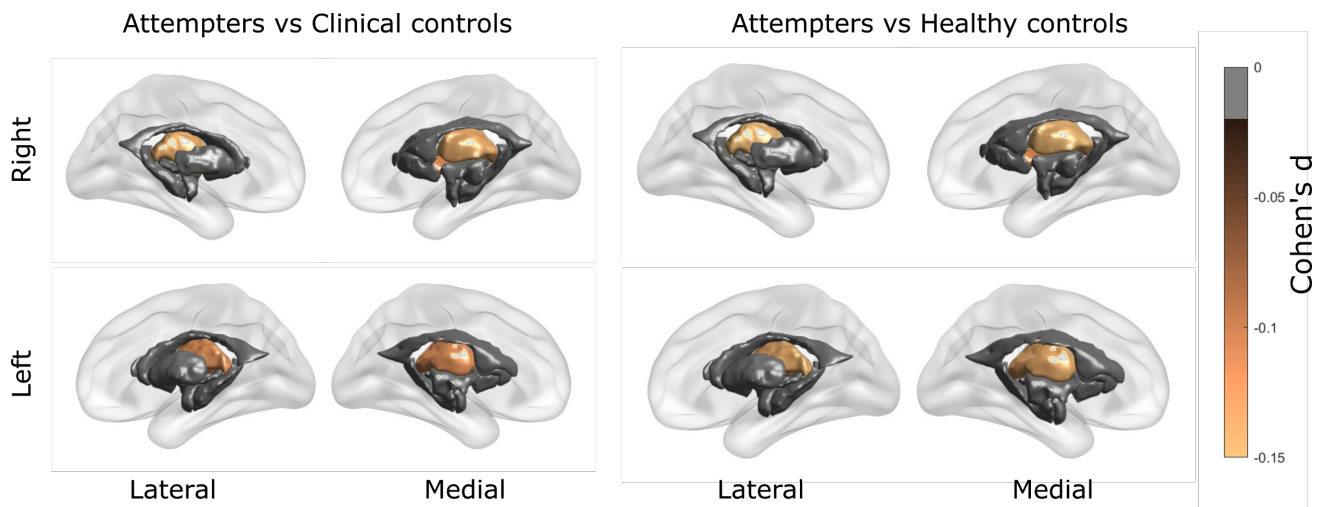 Attempters vs Clinical controls
Attempters vs Healthy controls
Right
Left
Lateral
Medial
Lateral
Medial
0
-0.05
-0.1
-0.15
Cohen's d